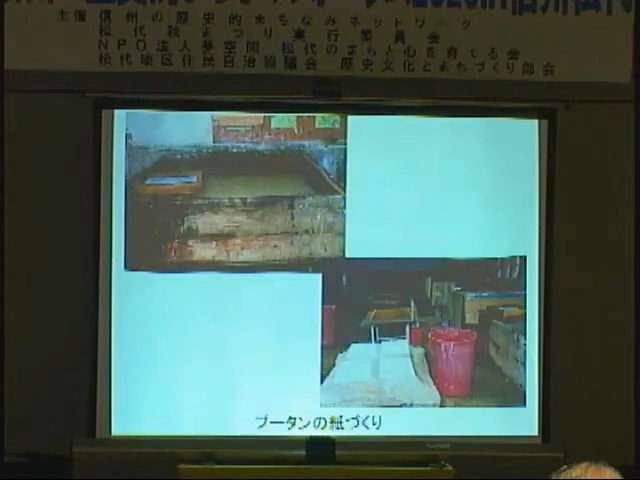 主催 信州の歴史的まちなみネットワーク
松代秋まつり実行委員会
NPO法人夢空間 松代のまちと心を育てる会
松代地区住民自治協議会 歴史文化とまちづくり部会
ブータンの紙づくり